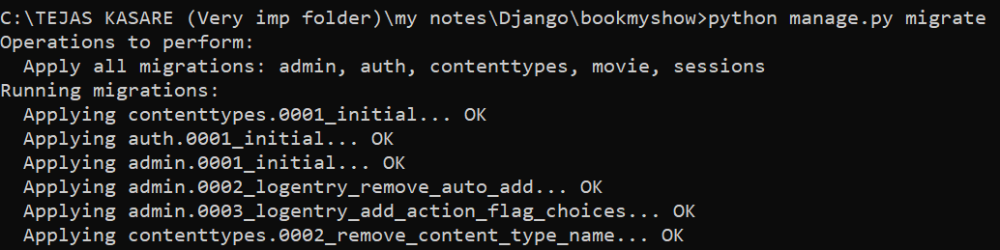 C:\TEJAS KASARE (Very imp folder)\my notes\Django\bookmyshow>python manage.py migrate
Operations to perform:
  Apply all migrations: admin, auth, contenttypes, movie, sessions
Running migrations:
  Applying contenttypes.0001_initial... OK
  Applying auth.0001_initial... OK
  Applying admin.0001_initial... OK
  Applying admin.0002_logentry_remove_auto_add... OK
  Applying admin.0003_logentry_add_action_flag_choices... OK
  Applying contenttypes.0002_remove_content_type_name... OK